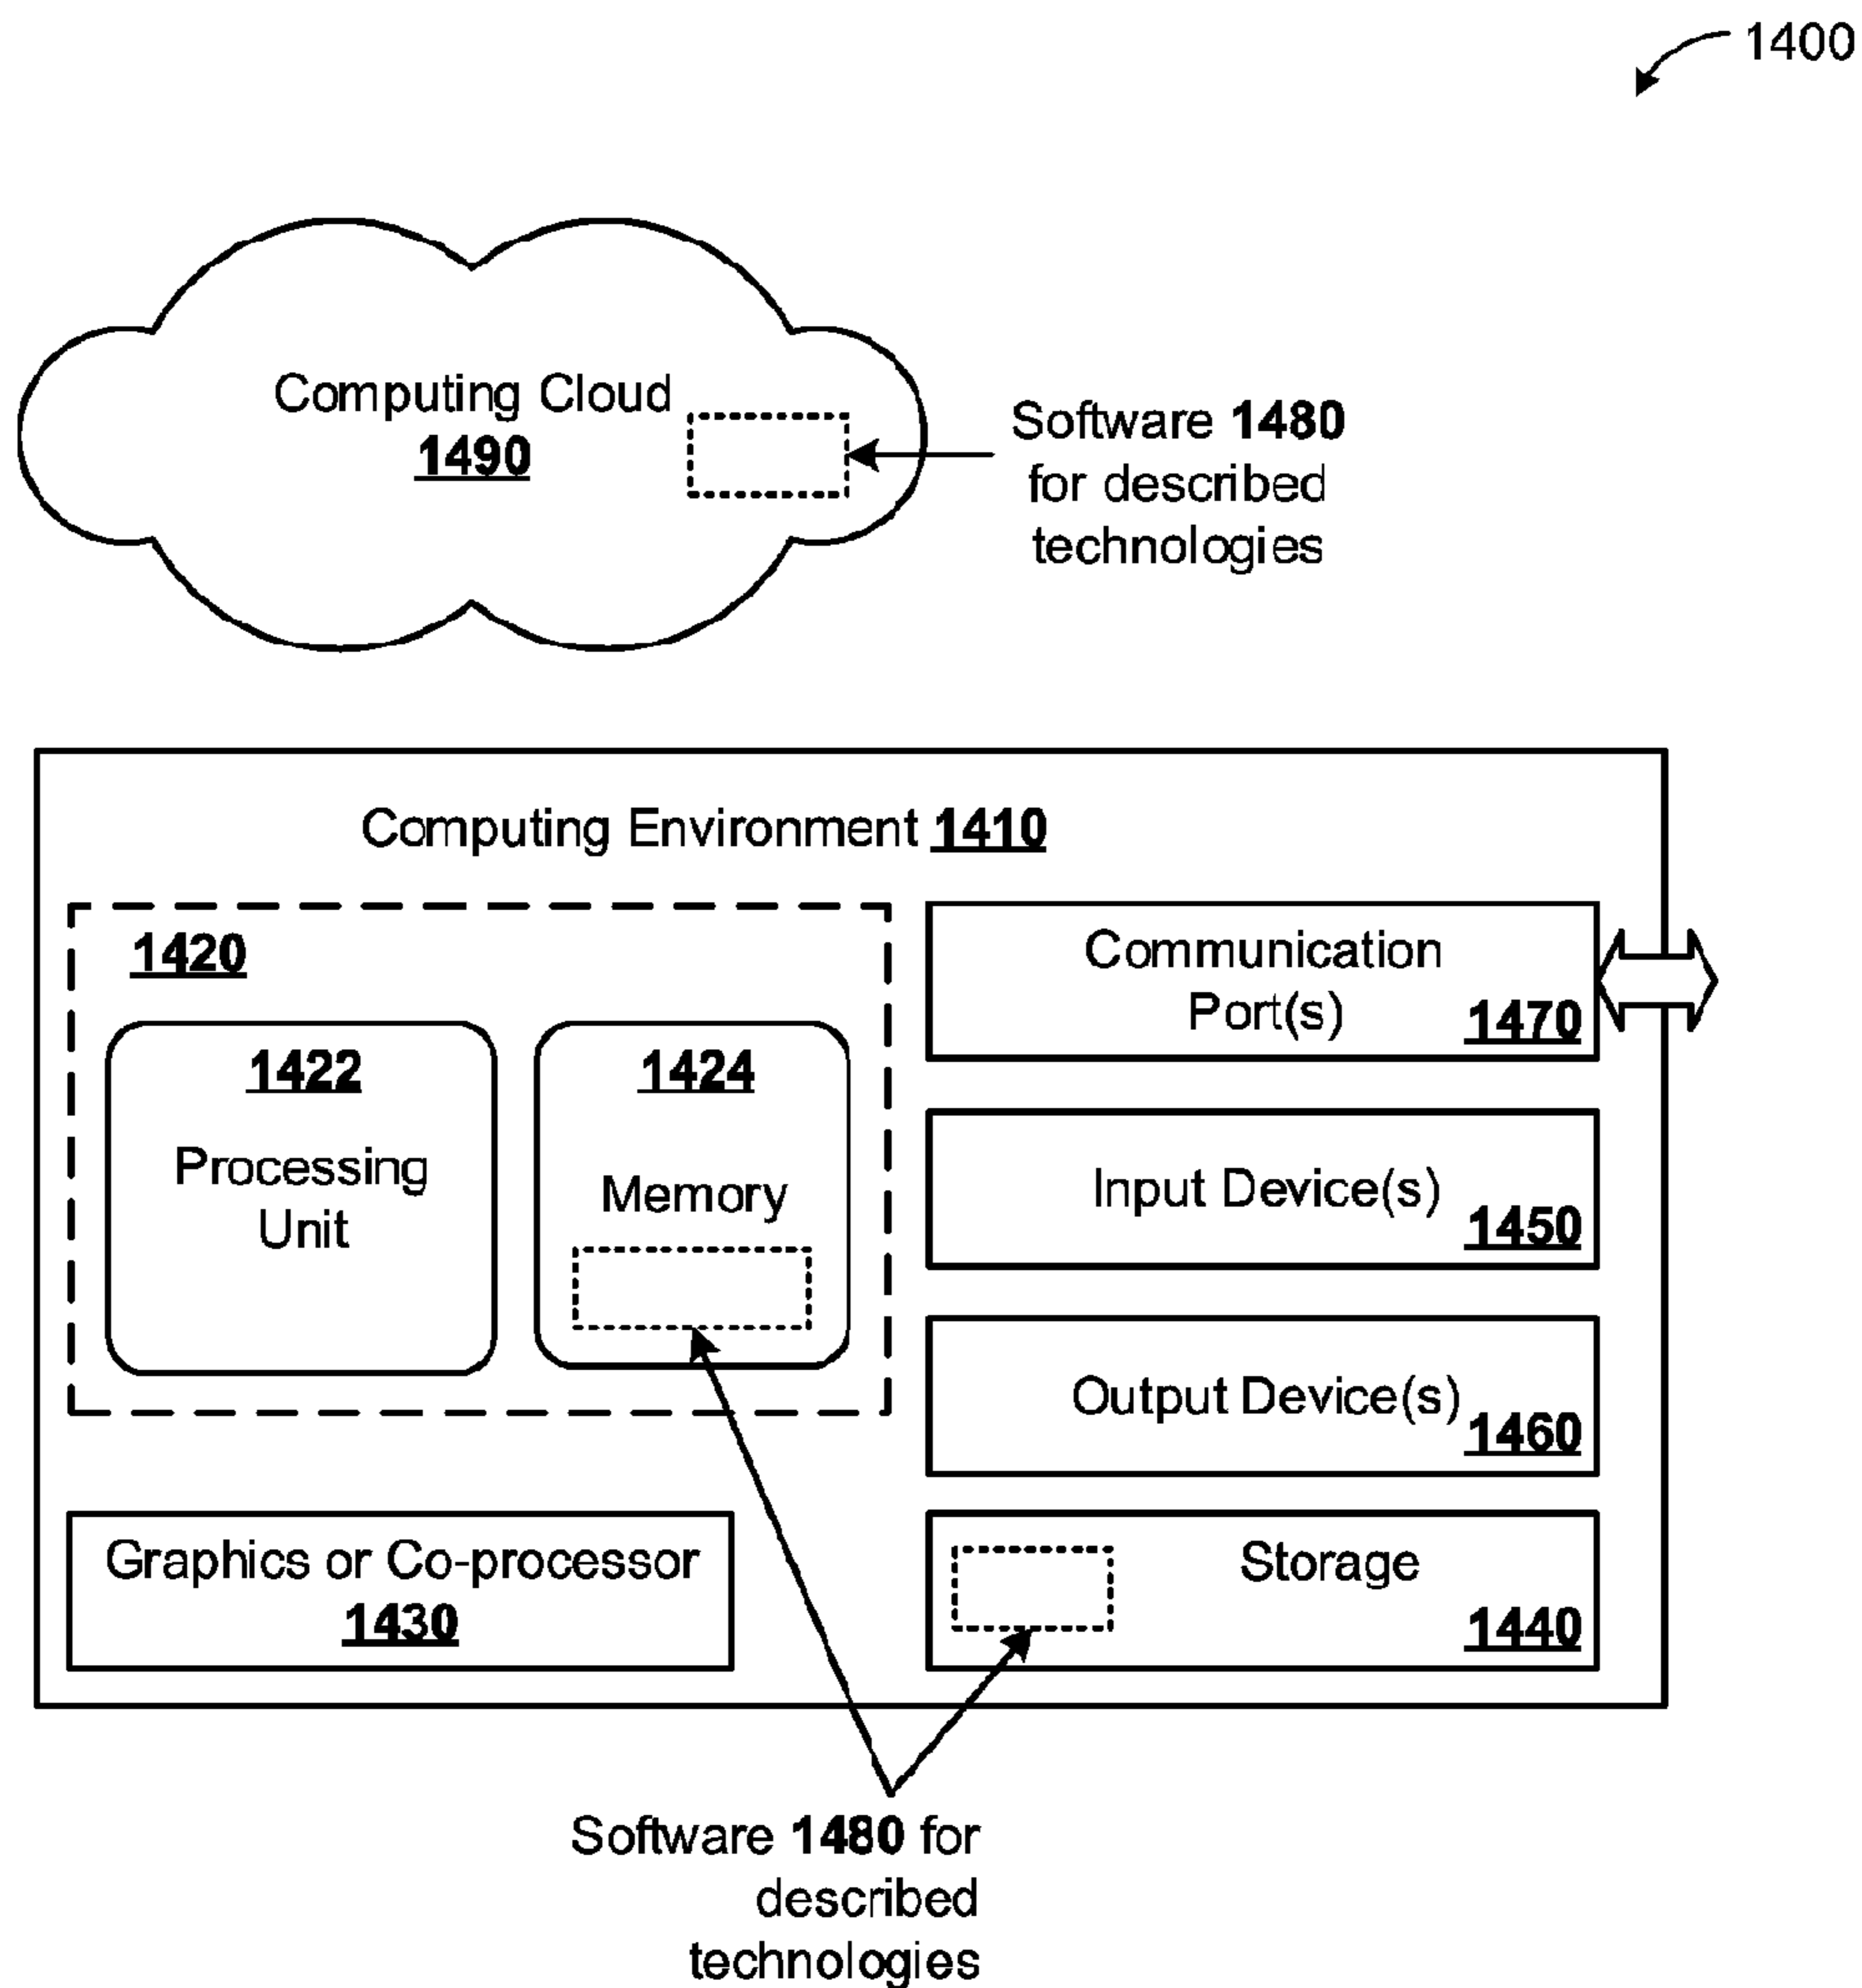 1400
Computing Cloud
1490
Software 1480
for described
technologies
Computing Environment 1410
1420
1422
Processing
Unit
1424
Memory
Communication
Port(s)
1470
Input Device(s)
1450
Output Device(s)
1460
Graphics or Co-processor
1430
Storage
1440
Software 1480 for
described
technologies